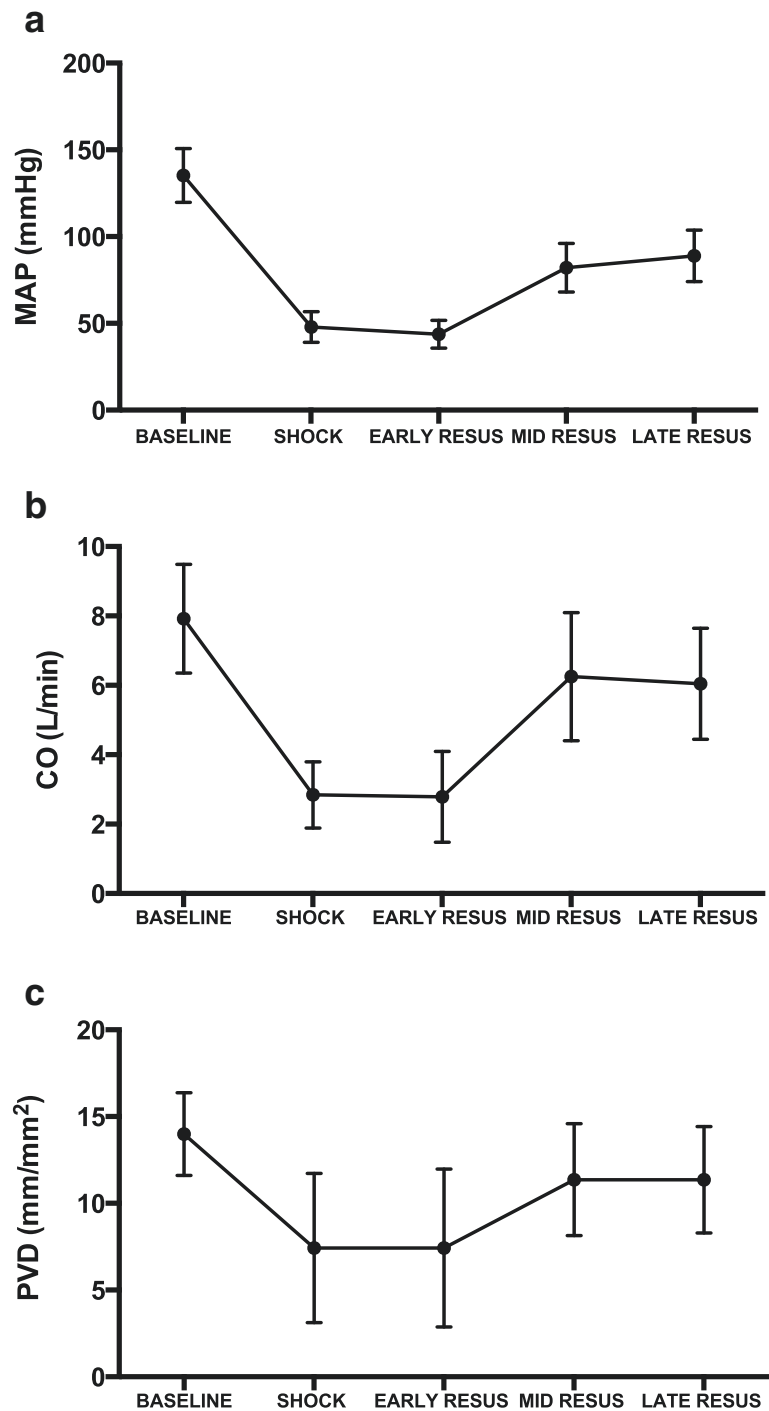 a
MAP (mmHg)
200
150
100
50
0
BASELINE SHOCK EARLY RESUS MID RESUS LATE RESUS
b
CO (L/min)
10
8
6
4
2
0
BASELINE SHOCK EARLY RESUS MID RESUS LATE RESUS
c
PVD (mm/mm²)
20
15
10
5
0
BASELINE SHOCK EARLY RESUS MID RESUS LATE RESUS